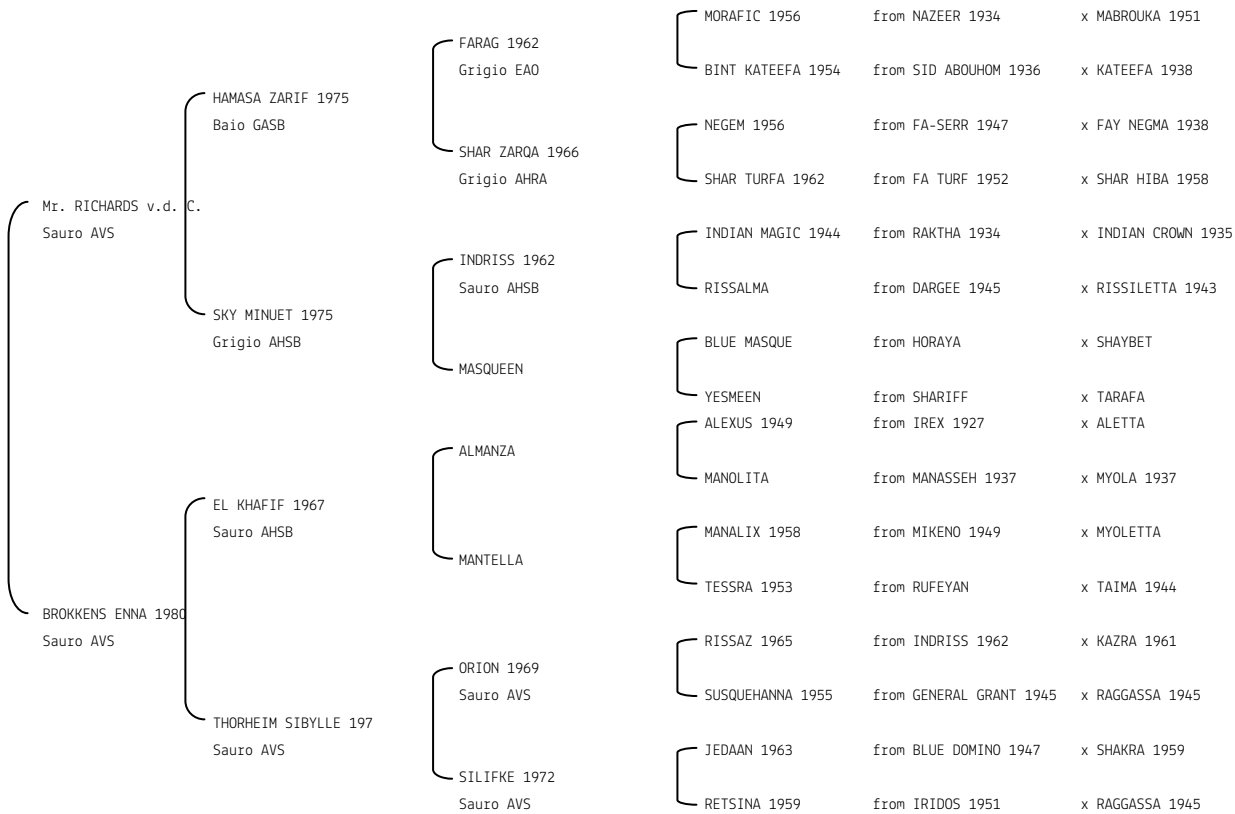 MORAFIC 1956 from NAZEER 1934 x MABROUKA 1951
FARAG 1962
Grigio EAO BINT KATEEFA 1954 from SID ABOUHOM 1936 x KATEEFA 1938
HAMASA ZARIF 1975
Baio GASB NEGEM 1956 from FA-SERR 1947 x FAY NEGMA 1938
SHAR ZARQA 1966
Grigio AHRA SHAR TURFA 1962 from FA TURF 1952 x SHAR HIBA 1958
Mr. RICHARDS v.d. C.
Sauro AVS INDIAN MAGIC 1944 from RAKTHA 1934 x INDIAN CROWN 1935
INDRISS 1962
Sauro AHSB RISSALMA from DARGEE 1945 x RISSILETTA 1943
SKY MINUET 1975
Grigio AHSB BLUE MASQUE from HORAYA x SHAYBET
MASQUEEN
YESMEEN from SHARIFF x TARAFA
ALEXUS 1949 from IREX 1927 x ALETTA
ALMANZA
MANOLITA from MANASSEH 1937 x MYOLA 1937
EL KHAFIF 1967
Sauro AHSB MANALIX 1958 from MIKENO 1949 x MYOLETTA
MANTELLA
TESSRA 1953 from RUFEYAN x TAIMA 1944
BROKKENS ENNA 1980
Sauro AVS RISSAZ 1965 from INDRISS 1962 x KAZRA 1961
ORION 1969
Sauro AVS SUSQUEHANNA 1955 from GENERAL GRANT 1945 x RAGGASSA 1945
THORHEIM SIBYLLE 197
Sauro AVS JEDAAN 1963 from BLUE DOMINO 1947 x SHAKRA 1959
SILIFKE 1972
Sauro AVS RETSINA 1959 from IRIDOS 1951 x RAGGASSA 1945